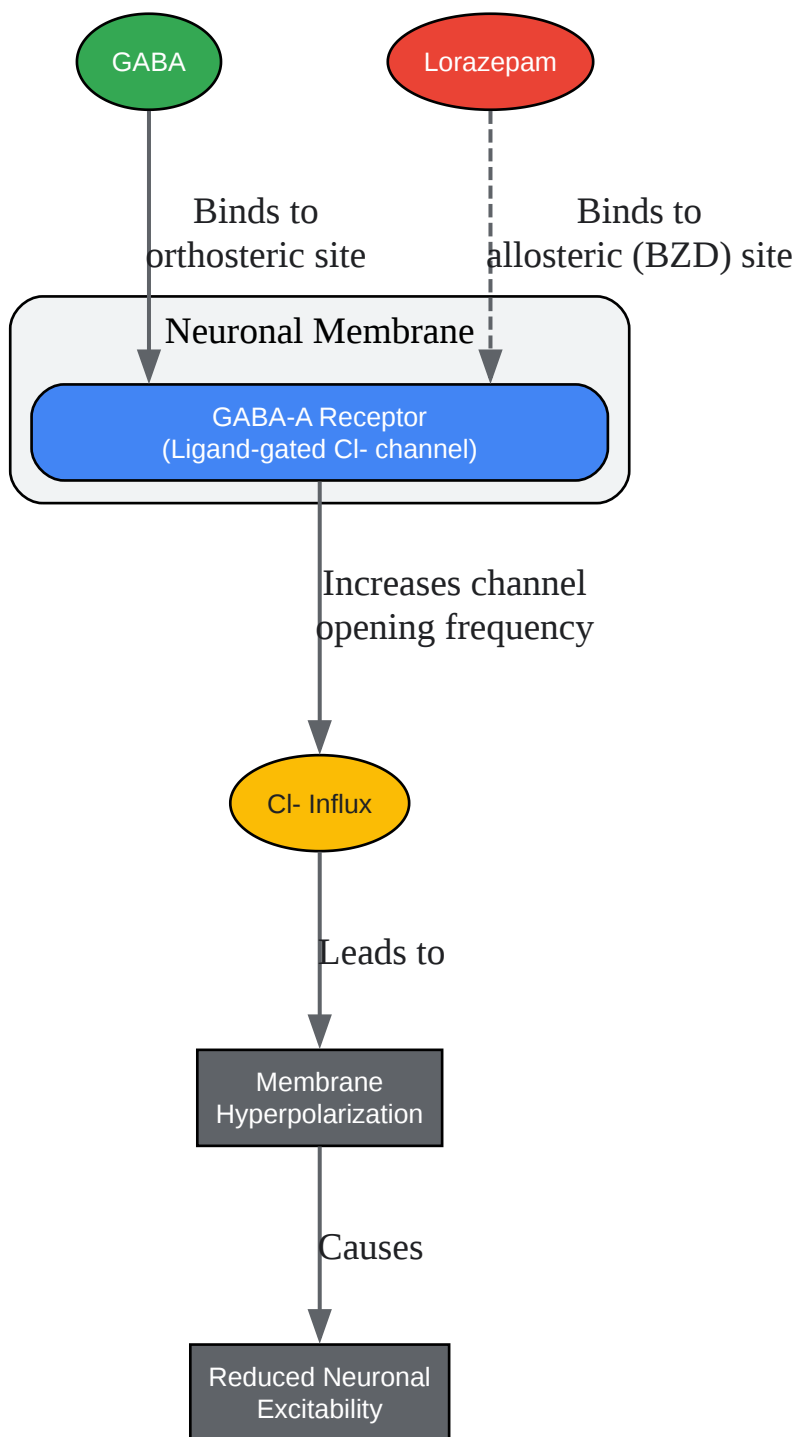 GABA
Lorazepam
Binds to
orthosteric site
Binds to
allosteric (BZD) site
Neuronal Membrane
GABA-A Receptor
(Ligand-gated Cl- channel)
Increases channel
opening frequency
Cl- Influx
Leads to
Membrane
Hyperpolarization
Causes
Reduced Neuronal
Excitability